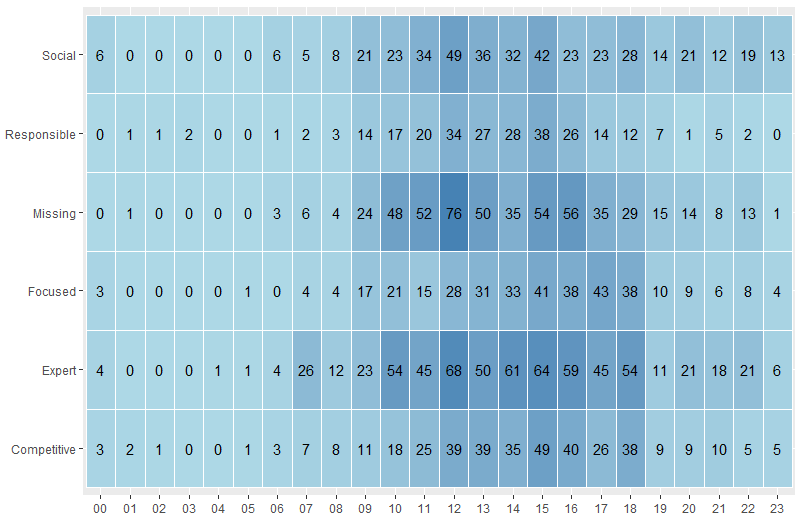 Social 6 0 0 0 0 0 6 5 8 21 23 34 49 36 32 42 23 23 28 14 21 12 19 13
Responsible 0 1 1 2 0 0 1 2 3 14 17 20 34 27 28 38 26 14 12 7 1 5 2 0
Missing 0 1 0 0 0 0 3 6 4 24 48 52 76 50 35 54 56 35 29 15 14 8 13 1
Focused 3 0 0 0 0 1 0 4 4 17 21 15 28 31 33 41 38 43 38 10 9 6 8 4
Expert 4 0 0 0 1 1 4 26 12 23 54 45 68 50 61 64 59 45 54 11 21 18 21 6
Competitive 3 2 1 0 0 1 3 7 8 11 18 25 39 39 35 49 40 26 38 9 9 10 5 5
00 01 02 03 04 05 06 07 08 09 10 11 12 13 14 15 16 17 18 19 20 21 22 23